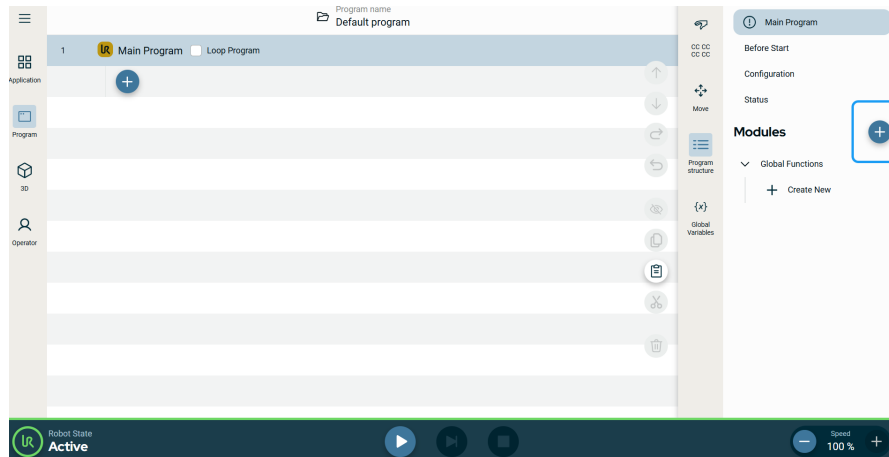 Program name
Default program
1 Main Program Loop Program
Application
Program
3D
Operator
CC CC
CC CC
Move
Program
structure
{x}
Global
Variables
Main Program
Before Start
Configuration
Status
Modules
Global Functions
Create New
Robot State
Active
Speed
100 %